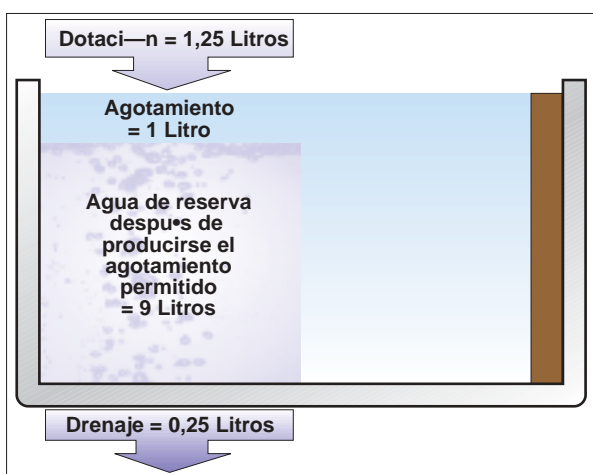 Dotaci—n = 1,25 Litros
Agotamiento
= 1 Litro
Agua de reserva
despu•s de
producirse el
agotamiento
permitido
= 9 Litros
Drenaje = 0,25 Litros